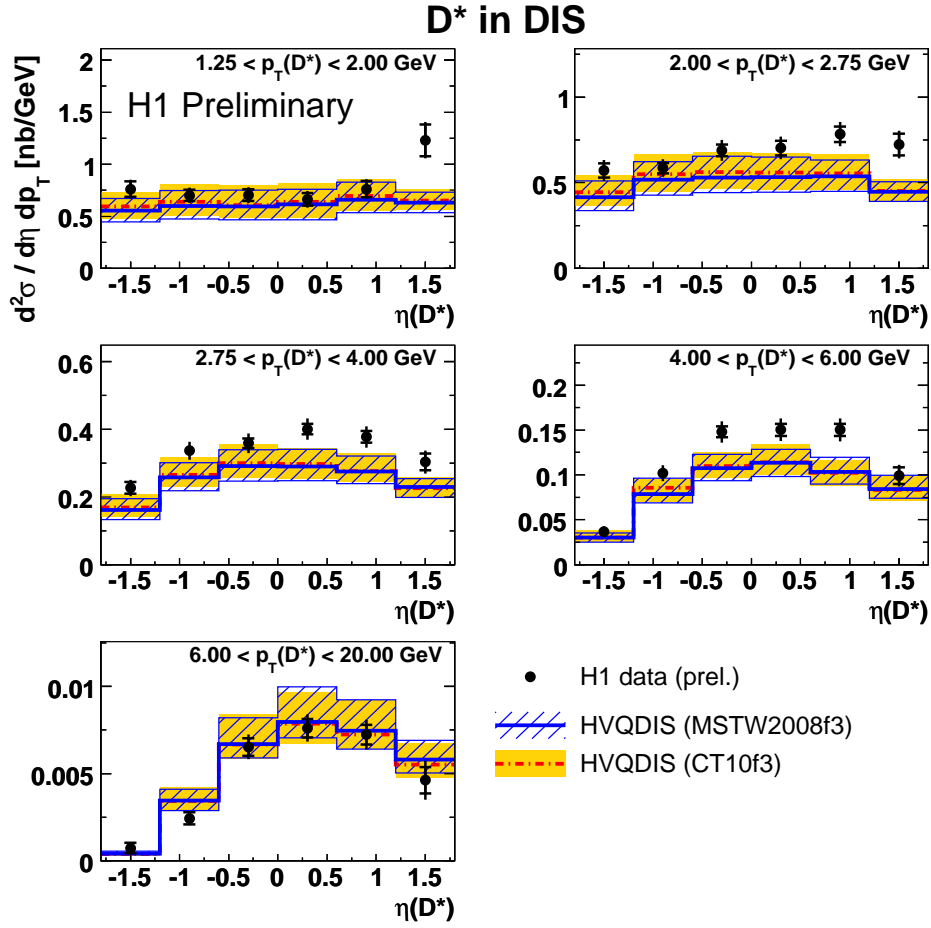 D* in DIS
d²σ / dη dp_T [nb/GeV]
1.25 < p_T(D*) < 2.00 GeV
H1 Preliminary
2
1.5
1
0.5
0
-1.5 -1 -0.5 0 0.5 1 1.5
η(D*)
2.00 < p_T(D*) < 2.75 GeV
1
0.5
0
-1.5 -1 -0.5 0 0.5 1 1.5
η(D*)
2.75 < p_T(D*) < 4.00 GeV
0.6
0.4
0.2
0
-1.5 -1 -0.5 0 0.5 1 1.5
η(D*)
4.00 < p_T(D*) < 6.00 GeV
0.2
0.15
0.1
0.05
0
-1.5 -1 -0.5 0 0.5 1 1.5
η(D*)
6.00 < p_T(D*) < 20.00 GeV
0.01
0.005
0
-1.5 -1 -0.5 0 0.5 1 1.5
η(D*)
H1 data (prel.)
HVQDIS (MSTW2008f3)
HVQDIS (CT10f3)